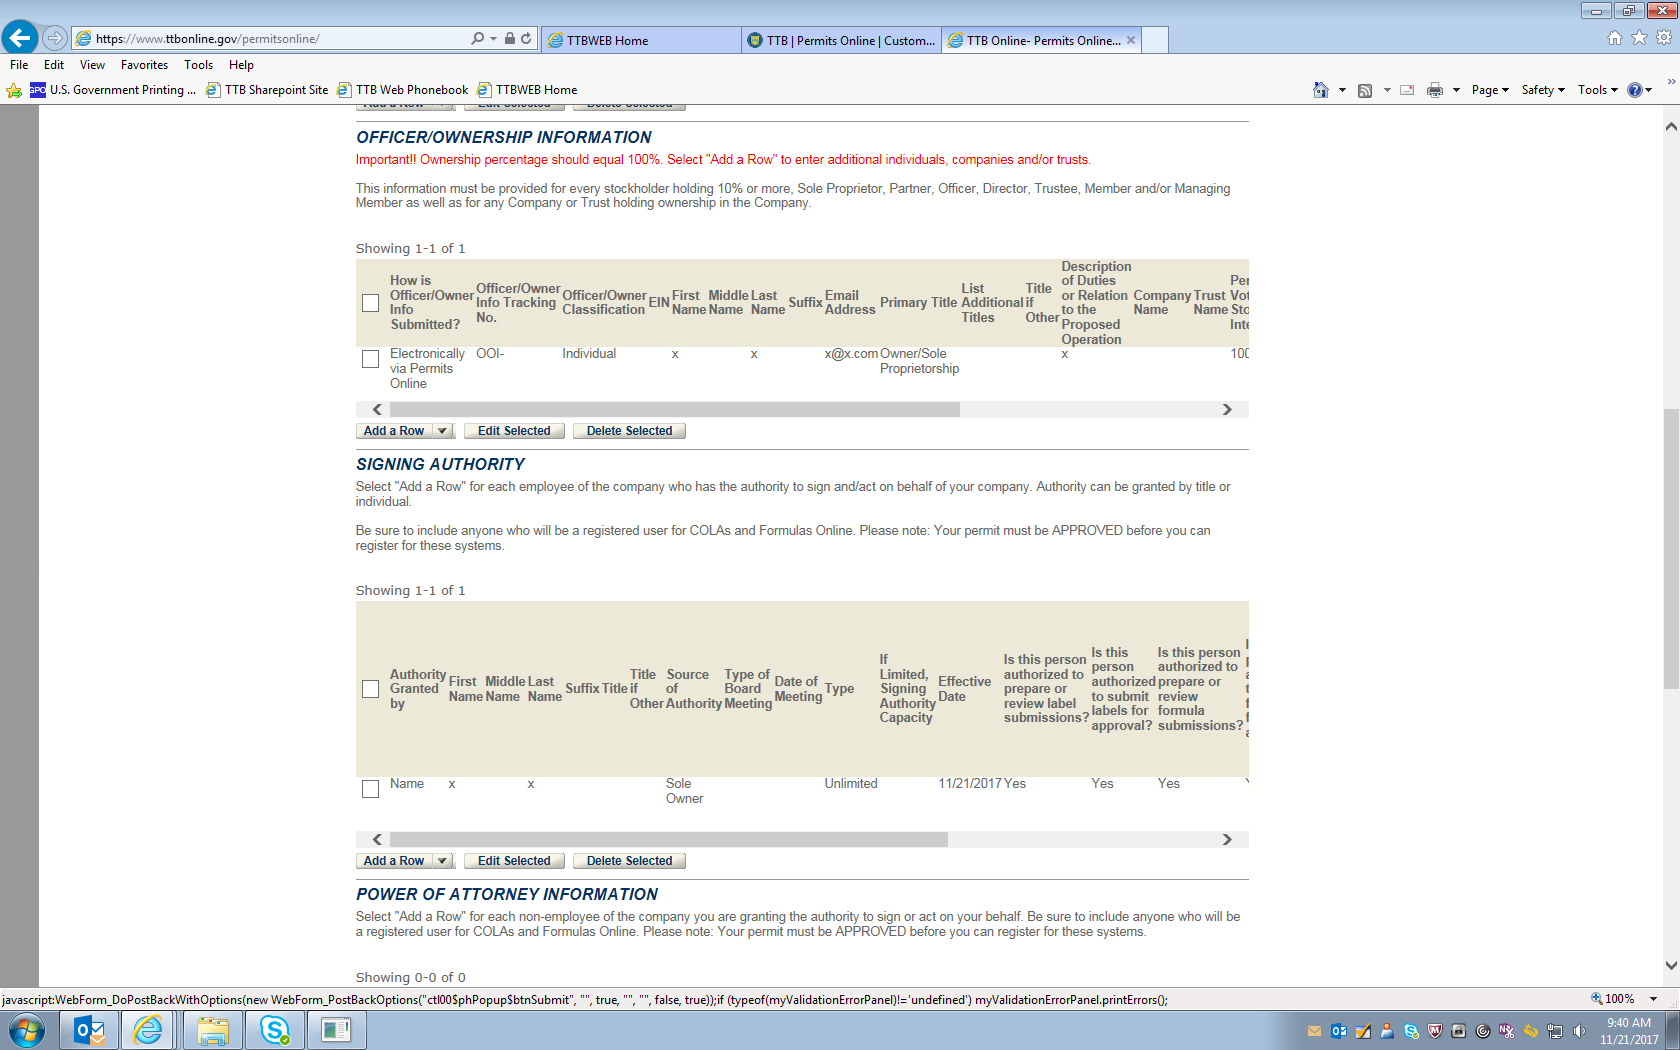 https://www.ttbonline.gov/permitsonline/
TTBWEB Home
TTB | Permits Online | Custom...
TTB Online- Permits Online...
File Edit View Favorites Tools Help
GPO U.S. Government Printing ... TTB Sharepoint Site TTB Web Phonebook TTBWEB Home
Page Safety Tools
Add a Row Edit Selected Delete Selected
OFFICER/OWNERSHIP INFORMATION
Important!! Ownership percentage should equal 100%. Select "Add a Row" to enter additional individuals, companies and/or trusts.
This information must be provided for every stockholder holding 10% or more, Sole Proprietor, Partner, Officer, Director, Trustee, Member and/or Managing
Member as well as for any Company or Trust holding ownership in the Company.
Showing 1-1 of 1
How is
Officer/Owner
Info
Submitted?
Officer/Owner
Info Tracking
No.
Officer/Owner
Classification
EIN
First
Name
Middle
Name
Last
Name
Suffix
Email
Address
Primary Title
List
Additional
Titles
Title
if
Other
Description
of Duties
or Relation
to the
Proposed
Operation
Company
Name
Trust
Name
Electronically
via Permits
Online
OOI-
Individual
x
x
x@x.com
Owner/Sole
Proprietorship
x
100
Add a Row Edit Selected Delete Selected
SIGNING AUTHORITY
Select "Add a Row" for each employee of the company who has the authority to sign and/act on behalf of your company. Authority can be granted by title or
individual.
Be sure to include anyone who will be a registered user for COLAs and Formulas Online. Please note: Your permit must be APPROVED before you can
register for these systems.
Showing 1-1 of 1
Authority
Granted
by
First
Name
Middle
Name
Last
Name
Suffix
Title
Title
if
Other
Source
of
Authority
Type of
Board
Meeting
Date of
Meeting
Type
If
Limited,
Signing
Authority
Capacity
Effective
Date
Is this person
authorized to
prepare or
review label
submissions?
Is this
person
authorized
to submit
labels for
approval?
Is this person
authorized to
prepare or
review
formula
submissions?
Name
x
x
Sole
Owner
Unlimited
11/21/2017
Yes
Yes
Yes
Add a Row Edit Selected Delete Selected
POWER OF ATTORNEY INFORMATION
Select "Add a Row" for each non-employee of the company you are granting the authority to sign or act on your behalf. Be sure to include anyone who will be
a registered user for COLAs and Formulas Online. Please note: Your permit must be APPROVED before you can register for these systems.
Showing 0-0 of 0
javascript:WebForm_DoPostBackWithOptions(new WebForm_PostBackOptions("ctl00$phPopup$btnSubmit", "", true, "", "", false, true));if (typeof(myValidationErrorPanel)!='undefined') myValidationErrorPanel.printErrors();
100%
9:40 AM
11/21/2017